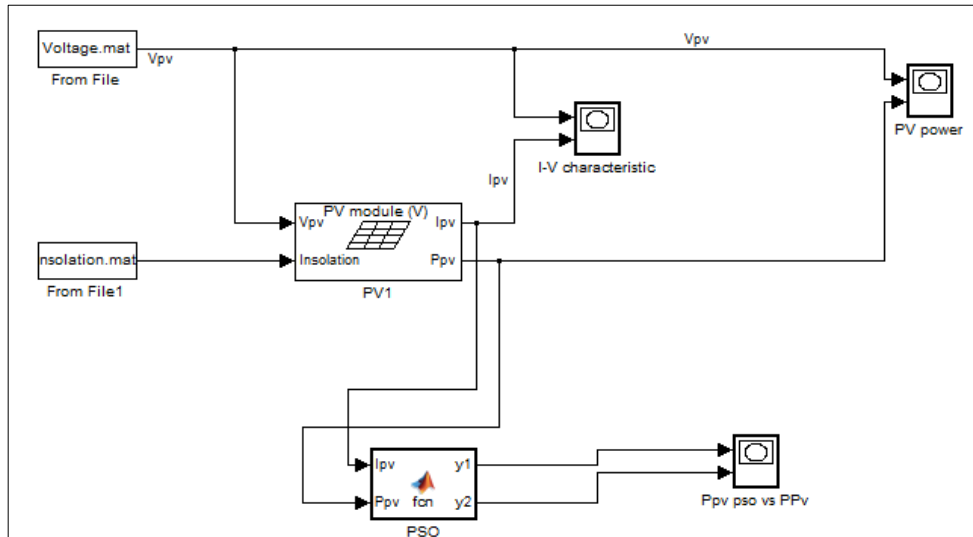 Voltage.mat
Vpv
From File
Vpv
PV power
I-V characteristic
Ipv
PV module (V)
Vpv
Ipv
Insolation
Ppv
PV1
nsolation.mat
From File1
Ipv
y1
Ppv
fcn
y2
PSO
Ppv pso vs PPv